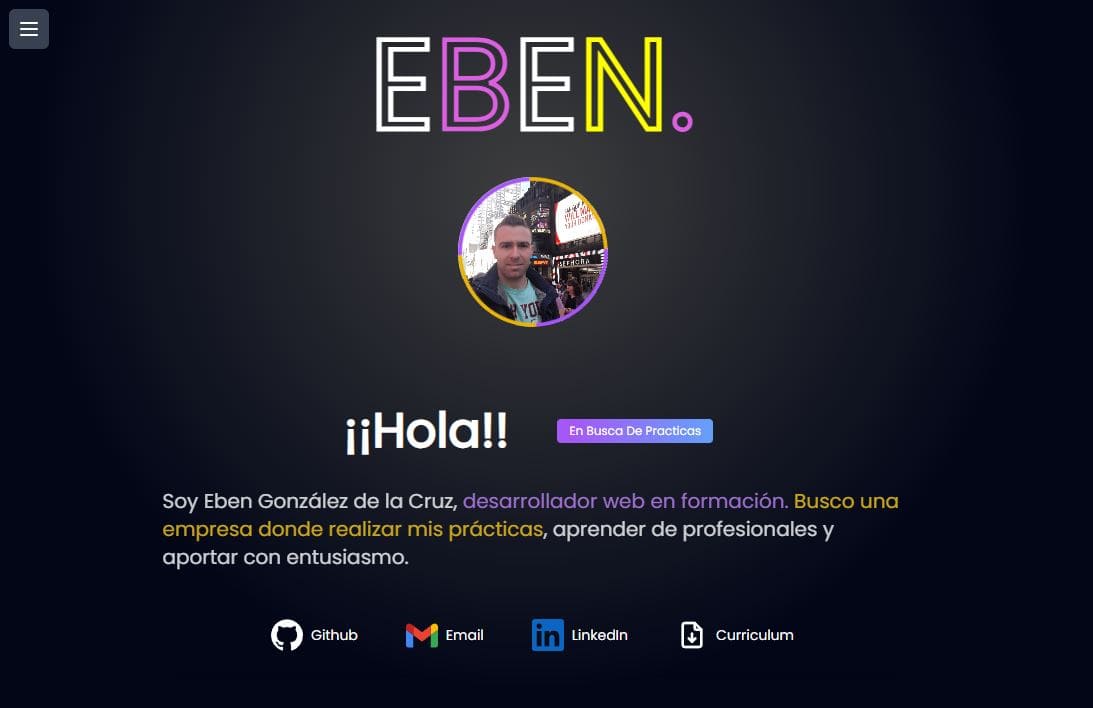 EBEN.
SEPHORA
¡¡Hola!!
En Busca De Practicas
Soy Eben González de la Cruz, desarrollador web en formación. Busco una
empresa donde realizar mis prácticas, aprender de profesionales y
aportar con entusiasmo.
Github
Email
LinkedIn
Curriculum